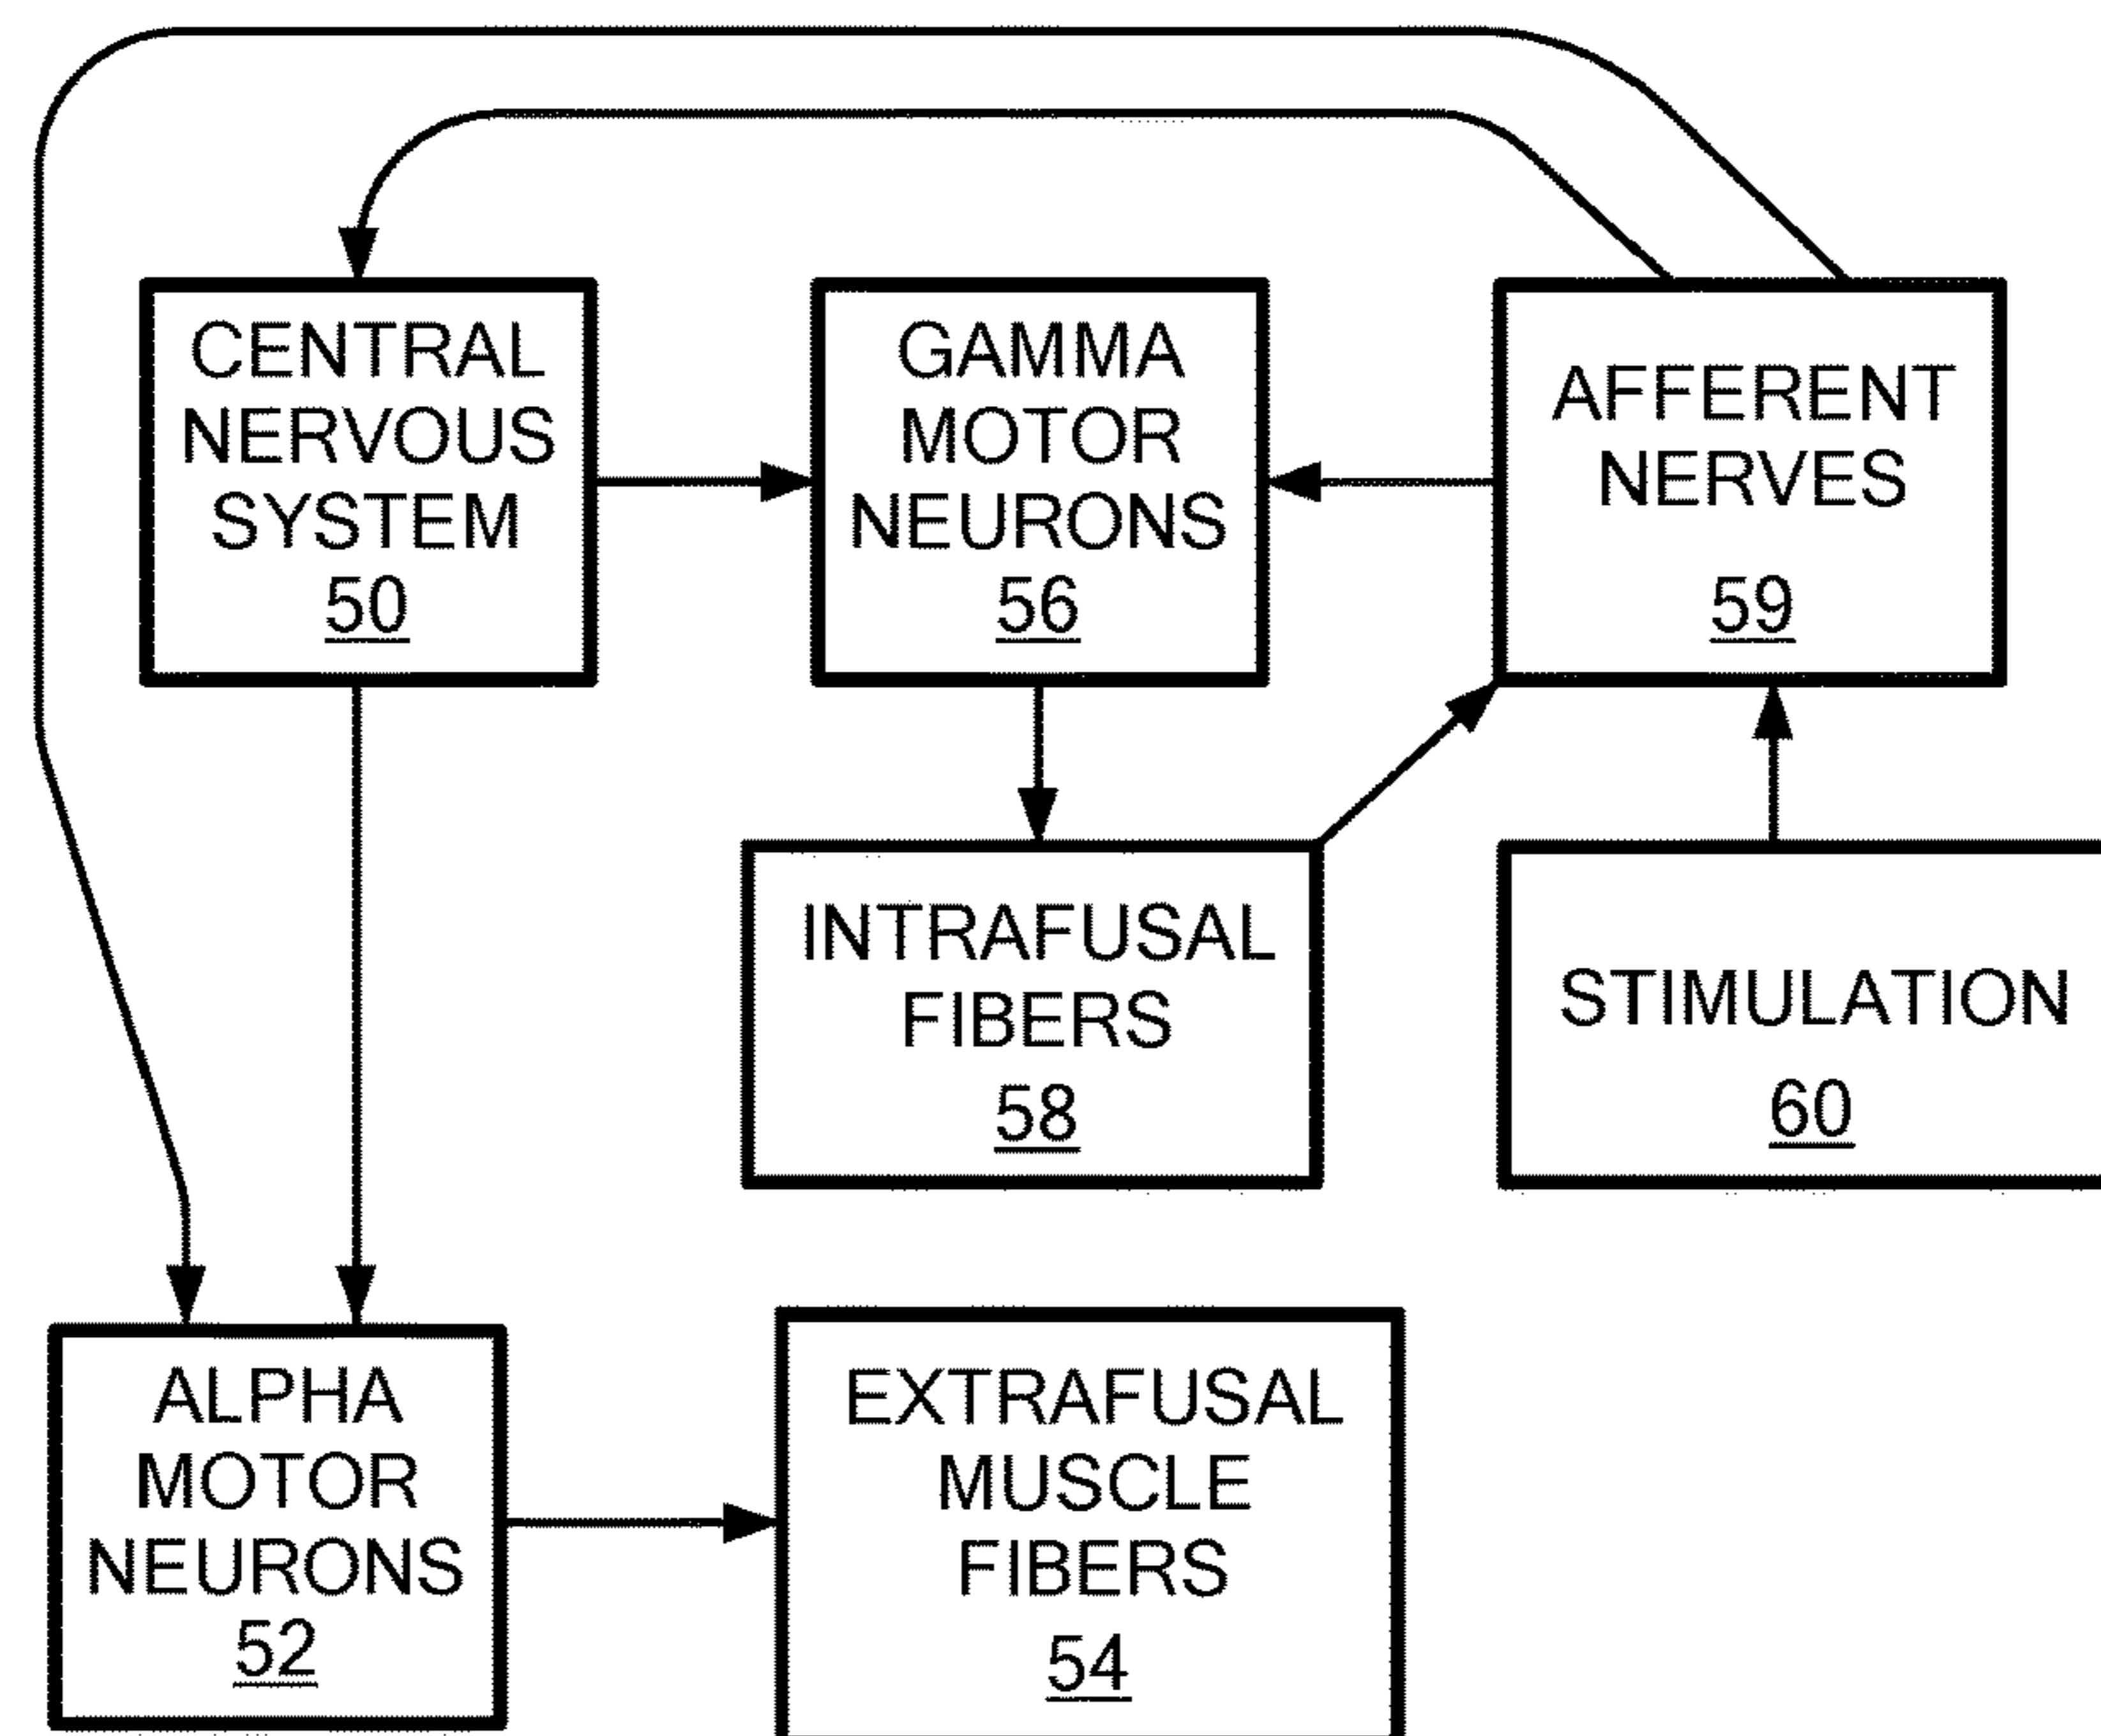 CENTRAL
NERVOUS
SYSTEM
50
GAMMA
MOTOR
NEURONS
56
AFFERENT
NERVES
59
INTRAFUSAL
FIBERS
58
STIMULATION
60
ALPHA
MOTOR
NEURONS
52
EXTRAFUSAL
MUSCLE
FIBERS
54